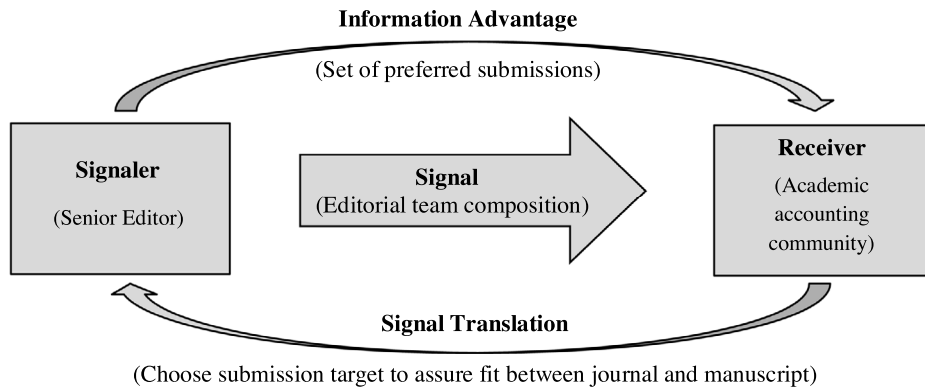 Information Advantage
(Set of preferred submissions)
Signaler
(Senior Editor)
Signal
(Editorial team composition)
Receiver
(Academic
accounting
community)
Signal Translation
(Choose submission target to assure fit between journal and manuscript)